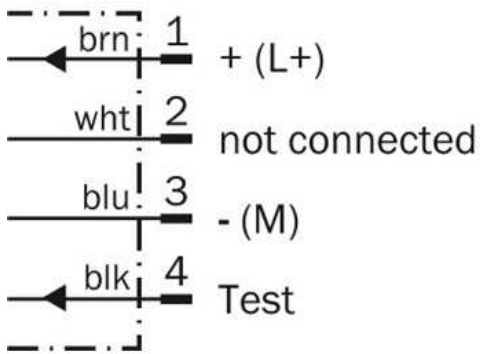 brn 1 + (L+)
wht 2 not connected
blu 3 - (M)
blk 4 Test